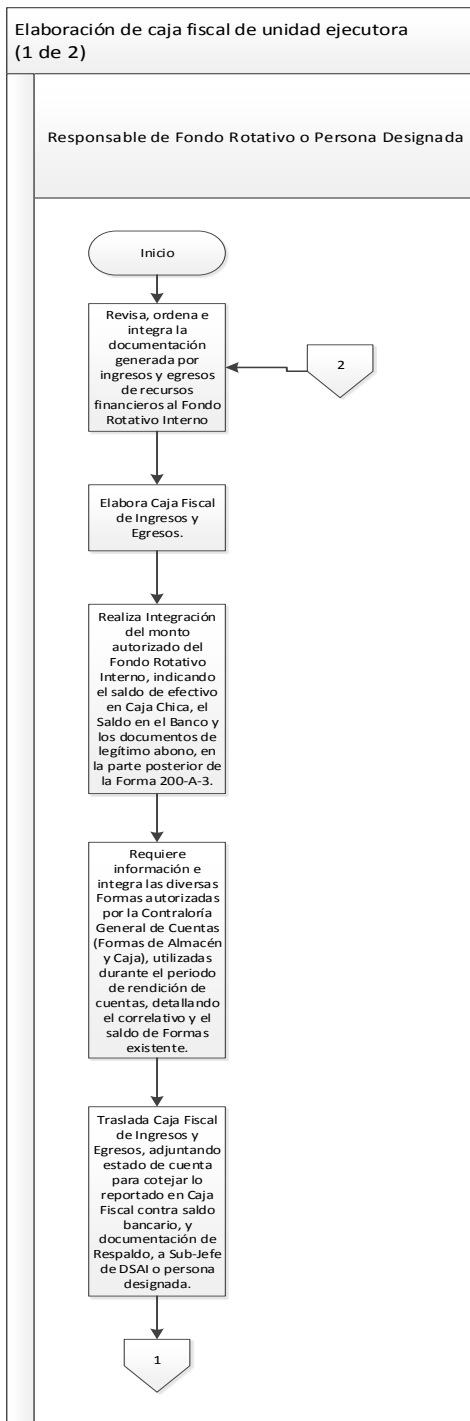 Elaboración de caja fiscal de unidad ejecutora
(1 de 2)
Responsable de Fondo Rotativo o Persona Designada
Inicio
Revisa, ordena e
integra la
documentación
generada por
ingresos y egresos
de recursos
financieros al Fondo
Rotativo Interno
2
Elabora Caja Fiscal
de Ingresos y
Egresos.
Realiza Integración
del monto
autorizado del
Fondo Rotativo
Interno, indicando
el saldo de efectivo
en Caja Chica, el
Saldo en el Banco y
los documentos de
legítimo abono, en
la parte posterior de
la Forma 200-A-3.
Requiere
información e
integra las diversas
Formas autorizadas
por la Contraloría
General de Cuentas
(Formas de Almacén
y Caja), utilizadas
durante el periodo
de rendición de
cuentas, detallando
el correlativo y el
saldo de Formas
existente.
Traslada Caja Fiscal
de Ingresos y
Egresos, adjuntando
estado de cuenta
para cotejar lo
reportado en Caja
Fiscal contra saldo
bancario, y
documentación de
Respaldo, a Sub-Jefe
de DSAI o persona
designada.
1